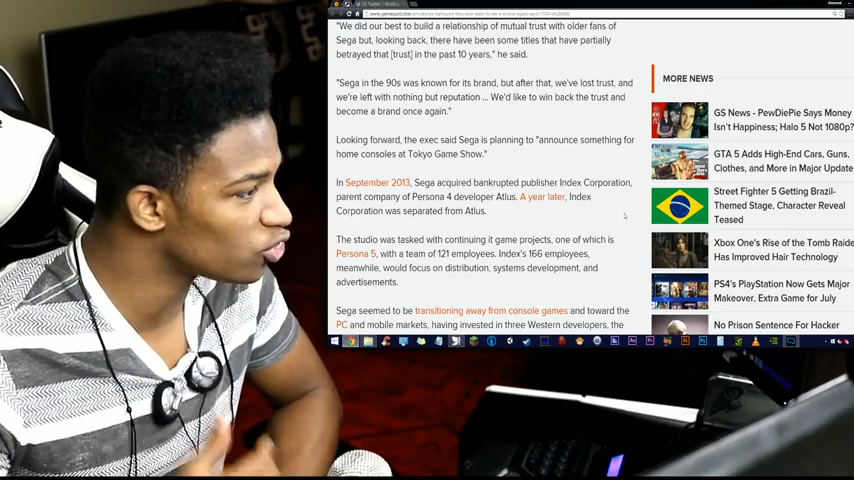 "We did our best to build a relationship of mutual trust with older fans of
Sega but, looking back, there have been some titles that have partially
betrayed that [trust] in the past 10 years," he said.
"Sega in the 90s was known for its brand, but after that, we've lost trust, and
we're left with nothing but reputation ... We'd like to win back the trust and
become a brand once again."
Looking forward, the exec said Sega is planning to "announce something for
home consoles at Tokyo Game Show."
In September 2013, Sega acquired bankrupted publisher Index Corporation,
parent company of Persona 4 developer Atlus. A year later, Index
Corporation was separated from Atlus.
The studio was tasked with continuing it game projects, one of which is
Persona 5, with a team of 121 employees. Index's 166 employees,
meanwhile, would focus on distribution, systems development, and
advertisements.
Sega seemed to be transitioning away from console games and toward the
PC and mobile markets, having invested in three Western developers, the
MORE NEWS
GS News - PewDiePie Says Money
Isn't Happiness; Halo 5 Not 1080p?
GTA 5 Adds High-End Cars, Guns,
Clothes, and More in Major Update
Street Fighter 5 Getting Brazil-
Themed Stage, Character Reveal
Teased
Xbox One's Rise of the Tomb Raide
Has Improved Hair Technology
PS4's PlayStation Now Gets Major
Makeover, Extra Game for July
No Prison Sentence For Hacker